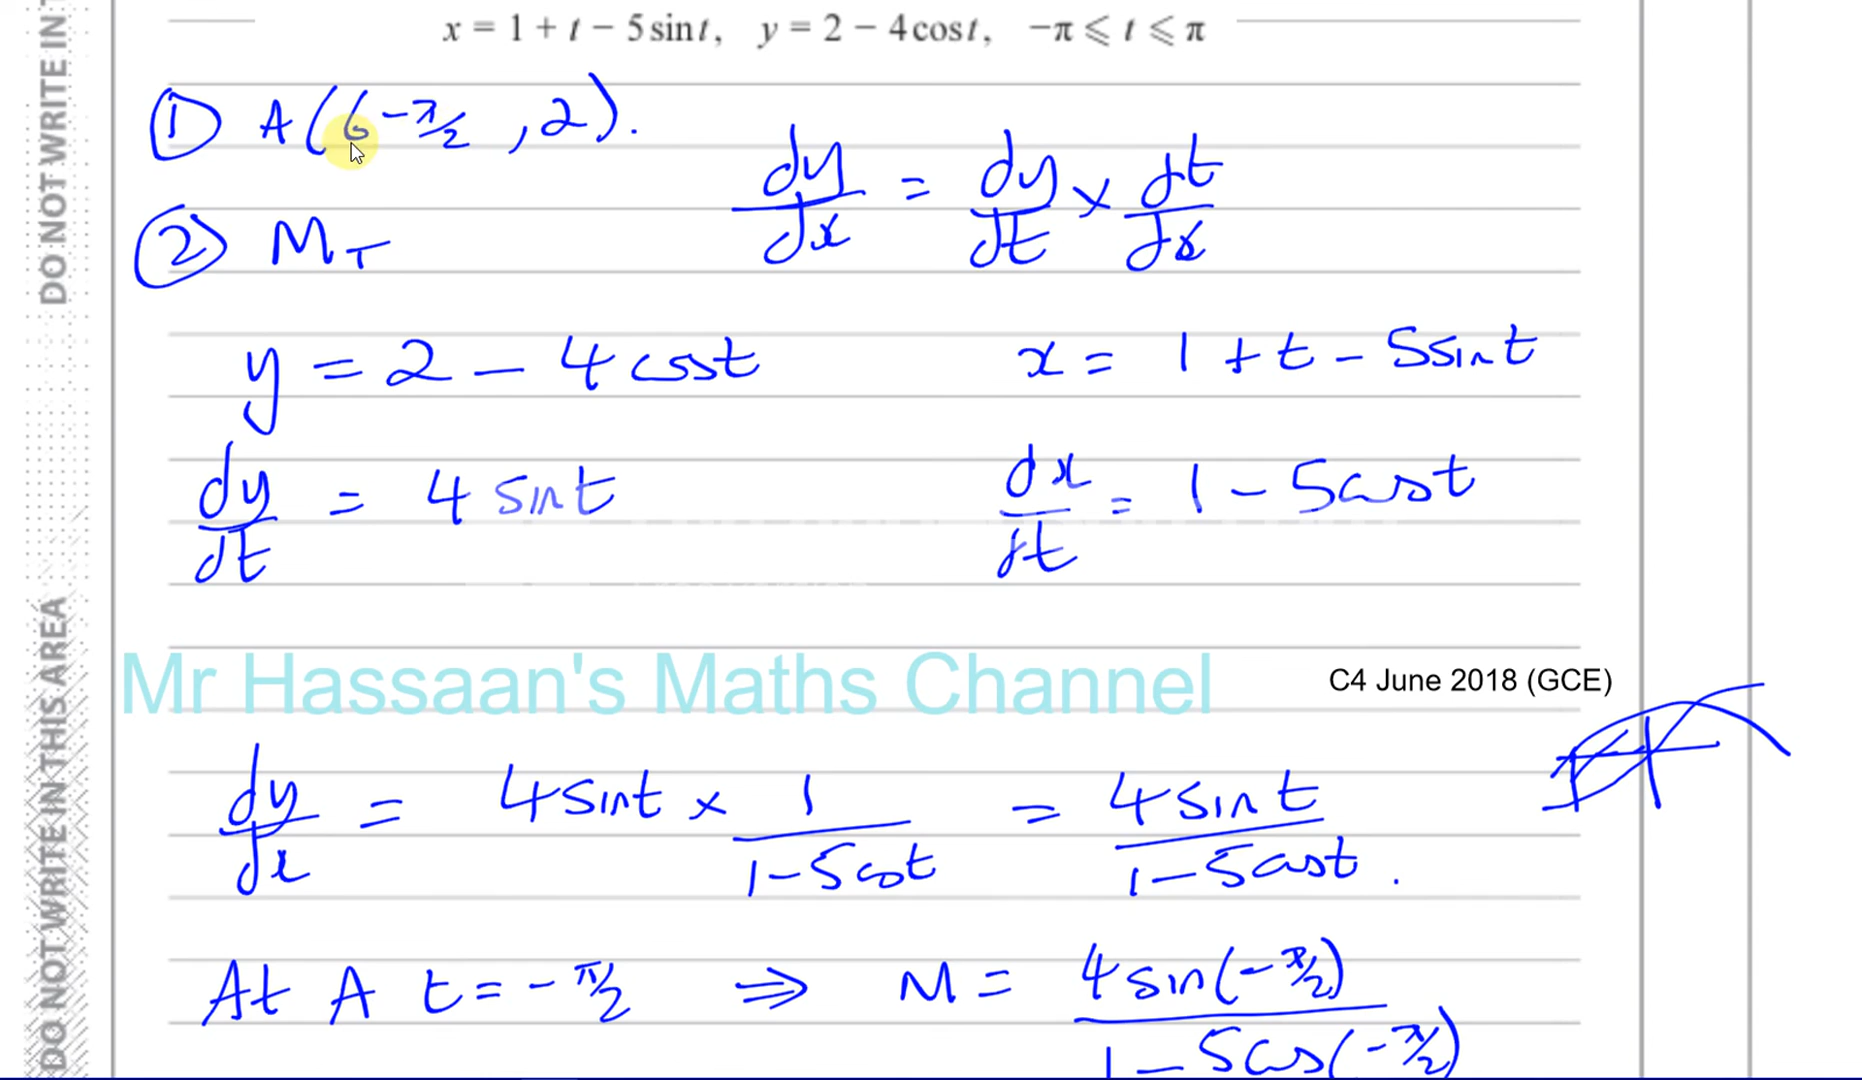 x = 1 + t − 5 sin t,   y = 2 − 4 cos t,   −π ⩽ t ⩽ π
① A(6 − π/2 , 2).
dy/dx = dy/dt × dt/dx
② M_T
y = 2 − 4 cos t        x = 1 + t − 5 sin t
dy/dt = 4 sin t        dx/dt = 1 − 5 cos t
Mr Hassaan's Maths Channel
C4 June 2018 (GCE)
dy/dx = 4 sin t × 1/(1 − 5 cos t) = 4 sin t/(1 − 5 cos t).
At A t = −π/2 ⇒ M = 4 sin(−π/2)/(1 − 5 cos(−π/2))
DO NOT WRITE IN
DO NOT WRITE IN THIS AREA